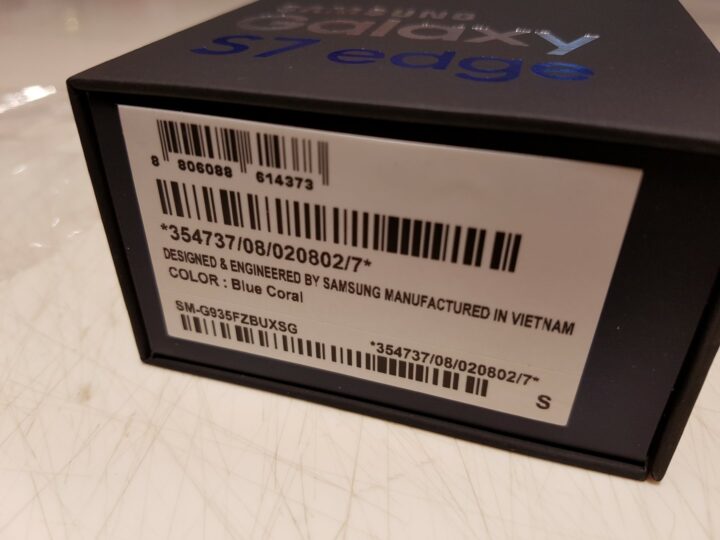 SAMSUNG
Galaxy
S7 edge
8 806088 614373
*354737/08/020802/7*
DESIGNED & ENGINEERED BY SAMSUNG MANUFACTURED IN VIETNAM
COLOR : Blue Coral
SM-G935FZBUXSG
*354737/08/020802/7*
S